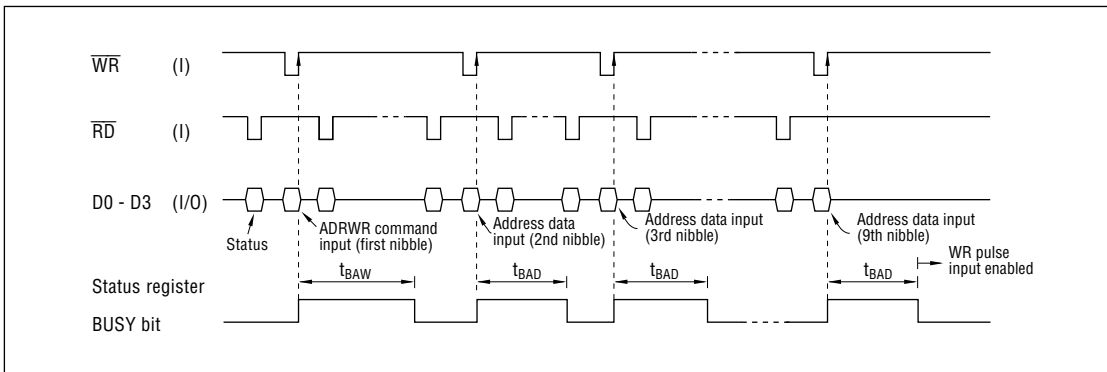 WR (I)
RD (I)
D0 - D3 (I/O)
Status
ADRWR command
input (first nibble)
Address data
input (2nd nibble)
Address data input
(3rd nibble)
Address data input
(9th nibble)
WR pulse
input enabled
tBAW
tBAD
tBAD
tBAD
Status register
BUSY bit